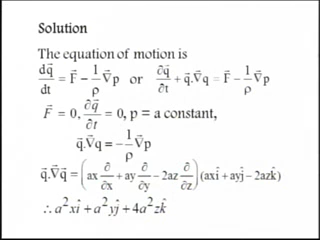 Solution
The equation of motion is
dq⃗/dt = F⃗ − 1/ρ ∇⃗p or ∂q⃗/∂t + q⃗.∇⃗q = F⃗ − 1/ρ ∇⃗p
F⃗ = 0, ∂q⃗/∂t = 0, p = a constant,
q⃗.∇⃗q = − 1/ρ ∇⃗p
q⃗.∇⃗q = (ax ∂/∂x + ay ∂/∂y − 2az ∂/∂z)(axî + ayĵ − 2azk̂)
∴ a²xî + a²yĵ + 4a²zk̂